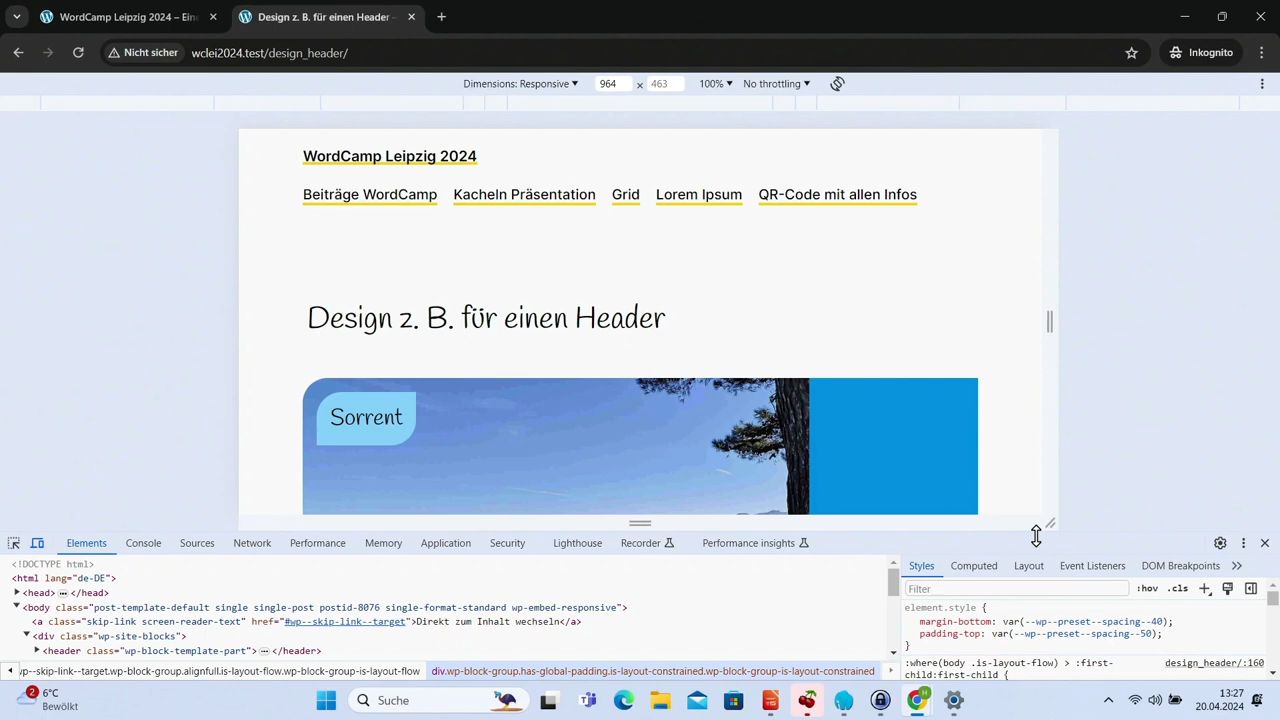 WordCamp Leipzig 2024 – Ein
Design z. B. für einen Header –
Nicht sicher
wclei2024.test/design_header/
Inkognito
Dimensions: Responsive 964 × 463 100% No throttling
WordCamp Leipzig 2024
Beiträge WordCamp Kacheln Präsentation Grid Lorem Ipsum QR-Code mit allen Infos
Design z. B. für einen Header
Sorrent
Elements Console Sources Network Performance Memory Application Security Lighthouse Recorder Performance insights
<!DOCTYPE html>
<html lang="de-DE">
<head> … </head>
<body class="post-template-default single single-post postid-8076 single-format-standard wp-embed-responsive">
<a class="skip-link screen-reader-text" href="#wp--skip-link--target">Direkt zum Inhalt wechseln</a>
<div class="wp-site-blocks">
<header class="wp-block-template-part"> … </header>
wp--skip-link--target.wp-block-group.alignfull.is-layout-flow.wp-block-group-is-layout-flow div.wp-block-group.has-global-padding.is-layout-constrained.wp-block-group-is-layout-constrained
Styles Computed Layout Event Listeners DOM Breakpoints
Filter :hov .cls
element.style {
margin-bottom: var(--wp--preset--spacing--40);
padding-top: var(--wp--preset--spacing--50);
}
:where(body .is-layout-flow) > :first- design_header/:160
child:first-child {
2
6°C
Bewölkt
Suche
13:27
20.04.2024